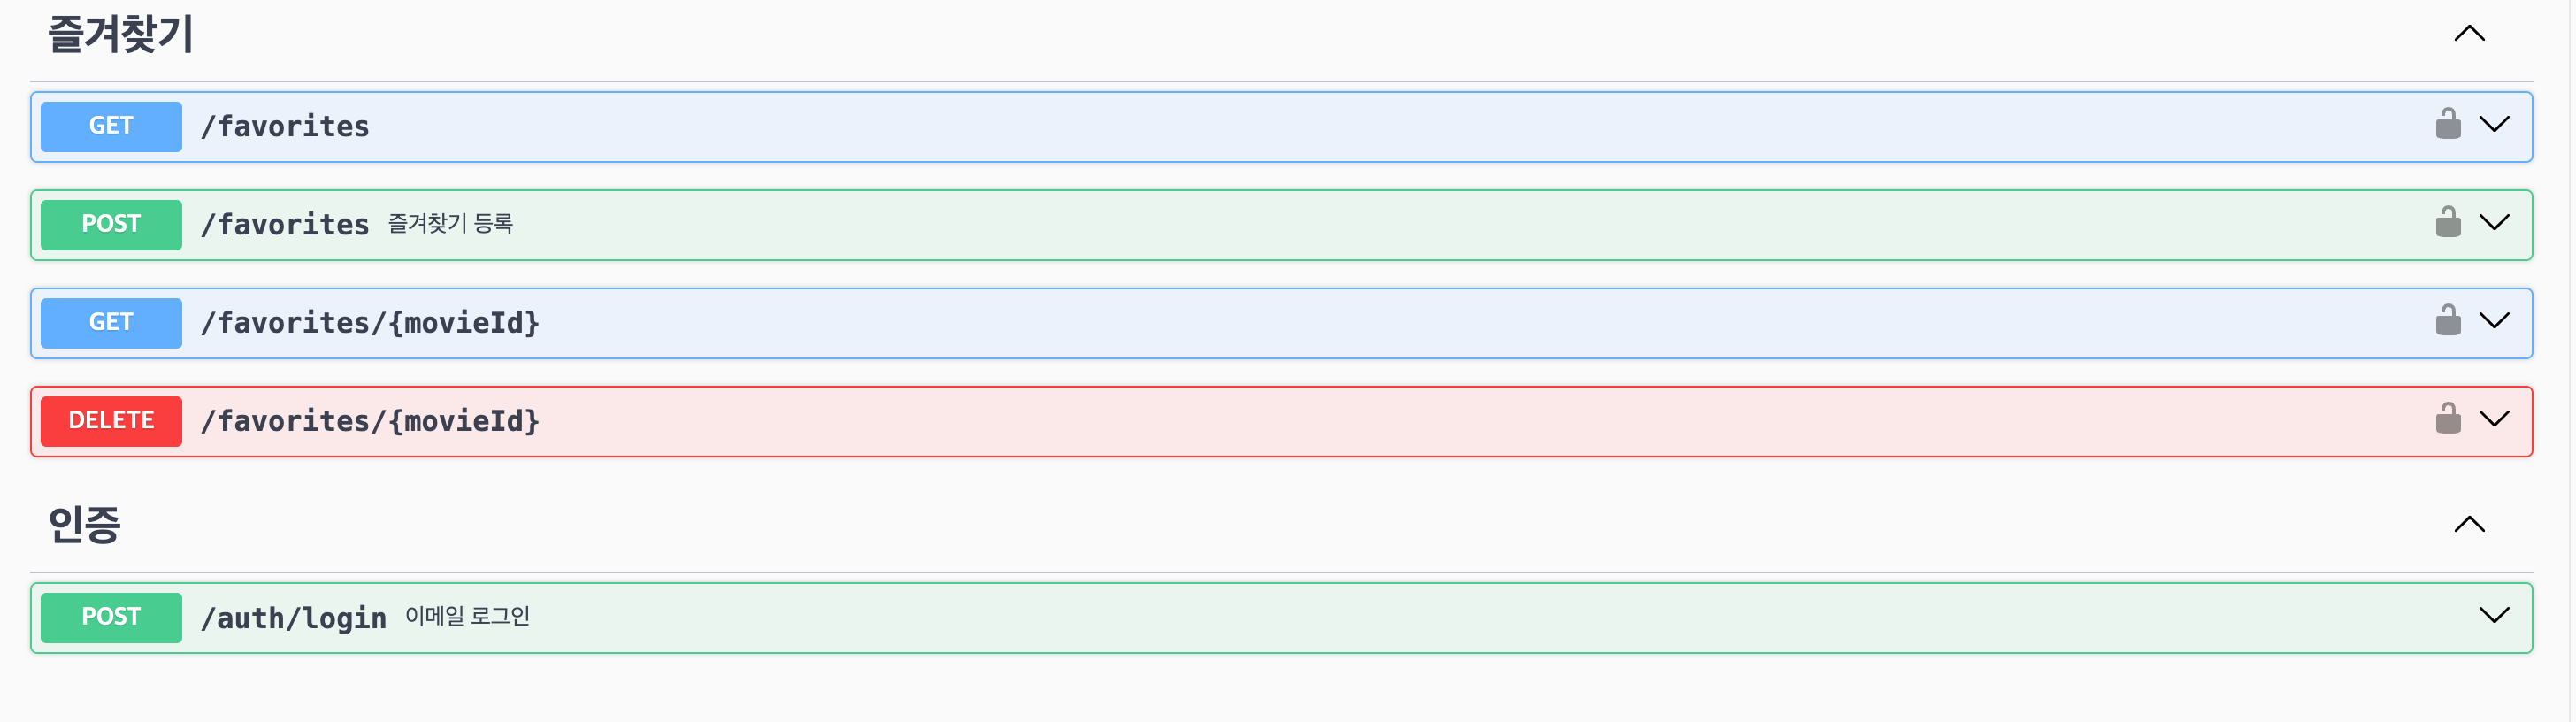 즐겨찾기
GET /favorites
POST /favorites 즐겨찾기 등록
GET /favorites/{movieId}
DELETE /favorites/{movieId}
인증
POST /auth/login 이메일 로그인